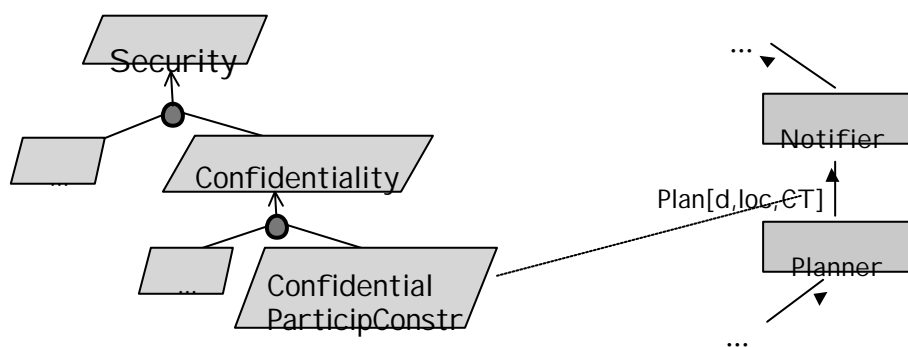 Security
...
Confidentiality
...
Confidential
ParticipConstr
...
Notifier
Plan[d,loc,CT]
Planner
...